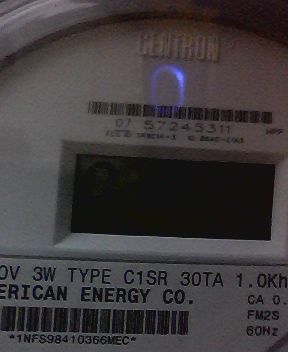 CENTRON
07 57245311
0V 3W TYPE C1SR 30TA 1.0Kh
ERICAN ENERGY CO.
CA 0.
FM2S
60Hz
*1NFS98410366MEC*